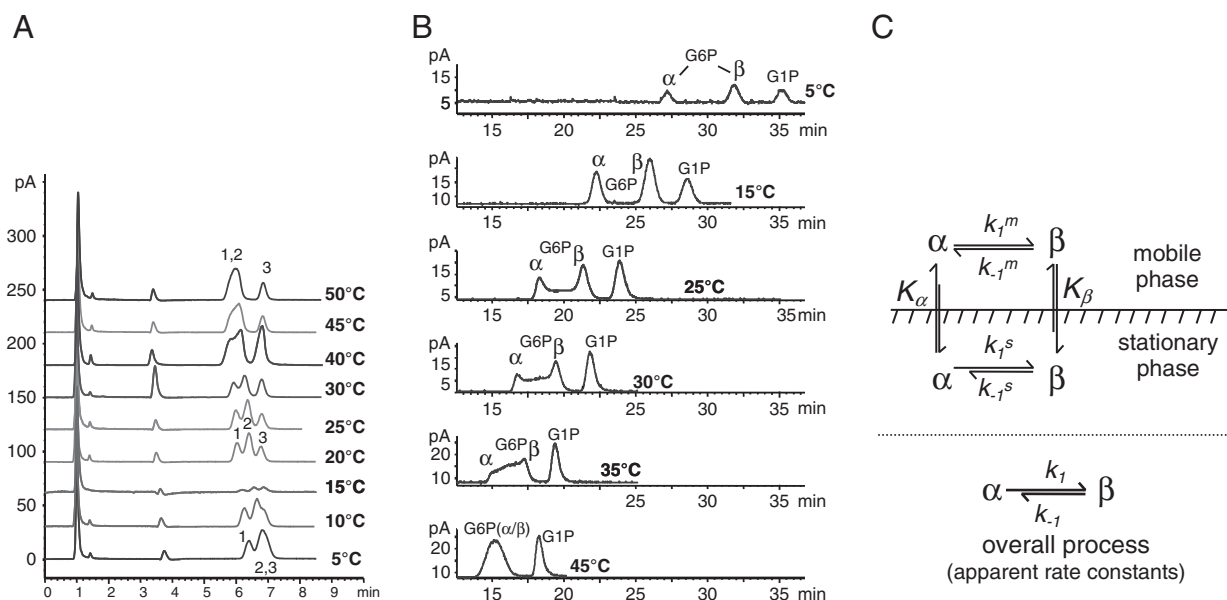 A
pA
300
250
200
150
100
50
0
1,2
3
50°C
45°C
40°C
30°C
25°C
1
2
3
20°C
15°C
10°C
1
2,3
5°C
0 1 2 3 4 5 6 7 8 9 min
B
pA
15
5
G6P
α
β
G1P
5°C
15 20 25 30 35 min
pA
15
10
α
G6P
β
G1P
15°C
15 20 25 30 35 min
pA
15
5
α
G6P
β
G1P
25°C
15 20 25 30 35 min
pA
15
5
α
G6P
β
G1P
30°C
15 20 25 30 35 min
pA
20
10
α
G6P
β
G1P
35°C
15 20 25 30 35 min
pA
20
10
G6P(α/β)
G1P
45°C
15 20 25 30 35 min
C
k1m
α β
k-1m
mobile
phase
Kα
Kβ
k1s
α β
k-1s
stationary
phase
k1
α β
k-1
overall process
(apparent rate constants)